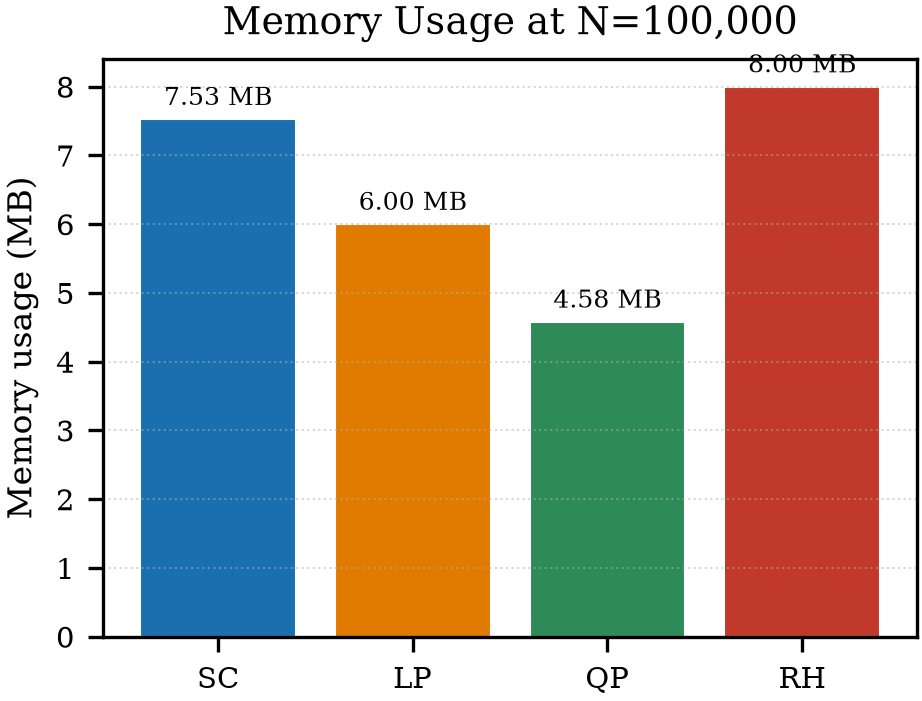 Memory Usage at N=100,000
8.00 MB
8
7.53 MB
7
6.00 MB
6
5
4.58 MB
4
3
2
1
0
Memory usage (MB)
SC LP QP RH